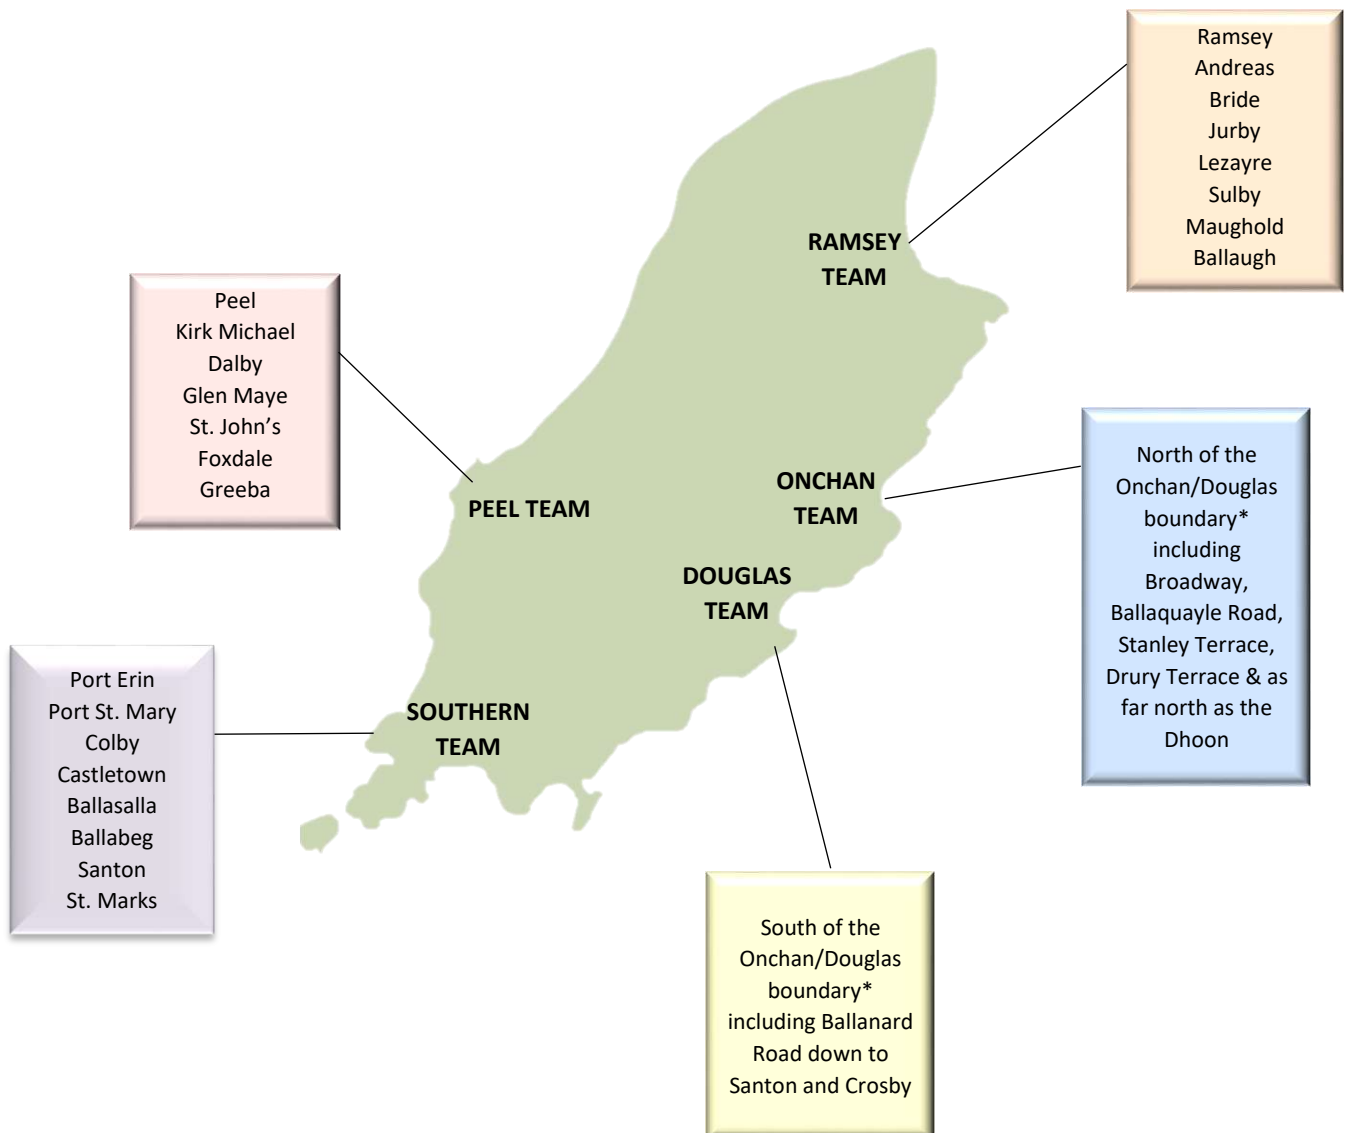 Ramsey
Andreas
Bride
Jurby
Lezayre
Sulby
Maughold
Ballaugh
RAMSEY
TEAM
Peel
Kirk Michael
Dalby
Glen Maye
St. John’s
Foxdale
Greeba
PEEL TEAM
ONCHAN
TEAM
North of the
Onchan/Douglas
boundary*
including
Broadway,
Ballaquayle Road,
Stanley Terrace,
Drury Terrace & as
far north as the
Dhoon
DOUGLAS
TEAM
Port Erin
Port St. Mary
Colby
Castletown
Ballasalla
Ballabeg
Santon
St. Marks
SOUTHERN
TEAM
South of the
Onchan/Douglas
boundary*
including Ballanard
Road down to
Santon and Crosby